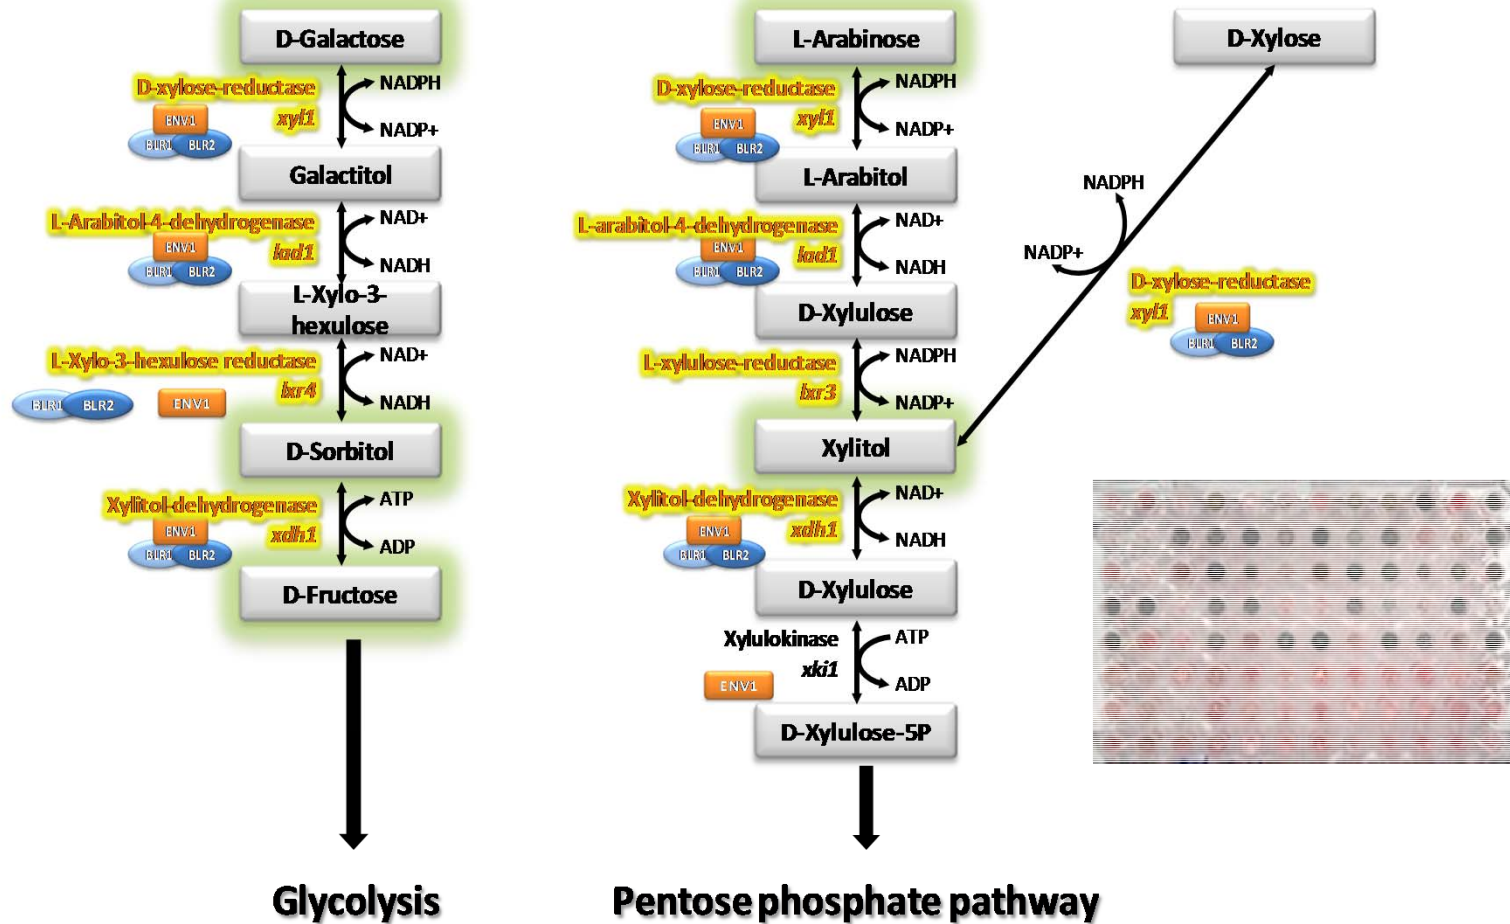 D-Galactose
D-xylose-reductase
xyl1
NADPH
NADP+
ENV1
BLR1 BLR2
Galactitol
L-Arabitol-4-dehydrogenase
lad1
NAD+
NADH
ENV1
BLR1 BLR2
L-Xylo-3-
hexulose
L-Xylo-3-hexulose reductase
lxr4
NAD+
NADH
BLR1 BLR2
ENV1
D-Sorbitol
Xylitol-dehydrogenase
xdh1
ATP
ADP
ENV1
BLR1 BLR2
D-Fructose
Glycolysis
L-Arabinose
D-xylose-reductase
xyl1
NADPH
NADP+
ENV1
BLR1 BLR2
L-Arabitol
L-arabitol-4-dehydrogenase
lad1
NAD+
NADH
ENV1
BLR1 BLR2
D-Xylulose
L-xylulose-reductase
lxr3
NADPH
NADP+
Xylitol
Xylitol-dehydrogenase
xdh1
NAD+
NADH
ENV1
BLR1 BLR2
D-Xylulose
Xylulokinase
xki1
ATP
ADP
ENV1
D-Xylulose-5P
Pentose phosphate pathway
D-Xylose
NADPH
NADP+
D-xylose-reductase
xyl1
ENV1
BLR1 BLR2